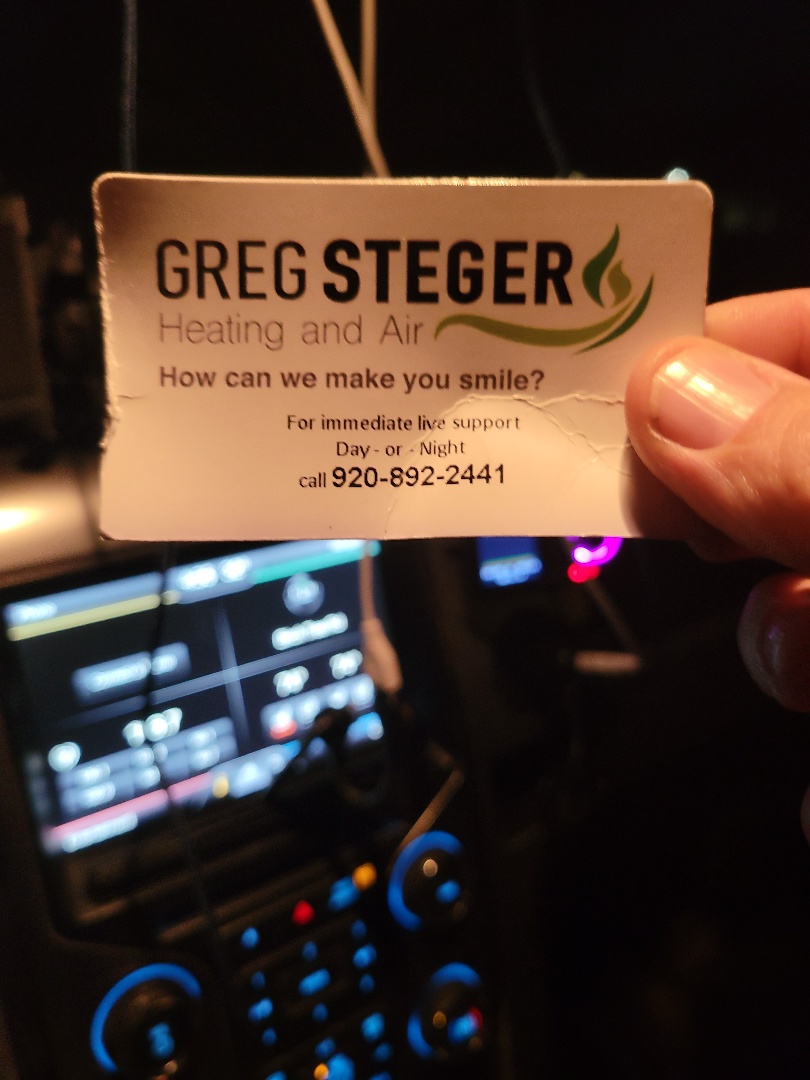 GREG STEGER
Heating and Air
How can we make you smile?
For immediate live support
Day - or - Night
call 920-892-2441